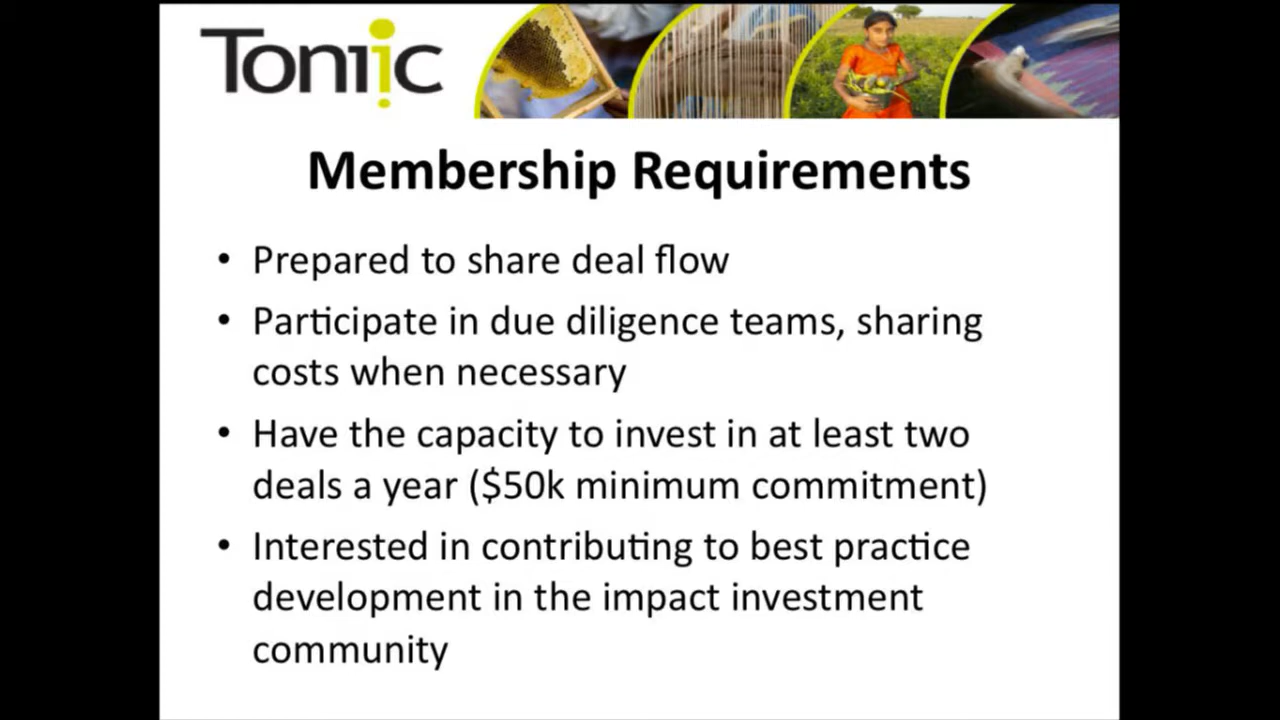 Toniic
Membership Requirements
• Prepared to share deal flow
• Participate in due diligence teams, sharing
costs when necessary
• Have the capacity to invest in at least two
deals a year ($50k minimum commitment)
• Interested in contributing to best practice
development in the impact investment
community